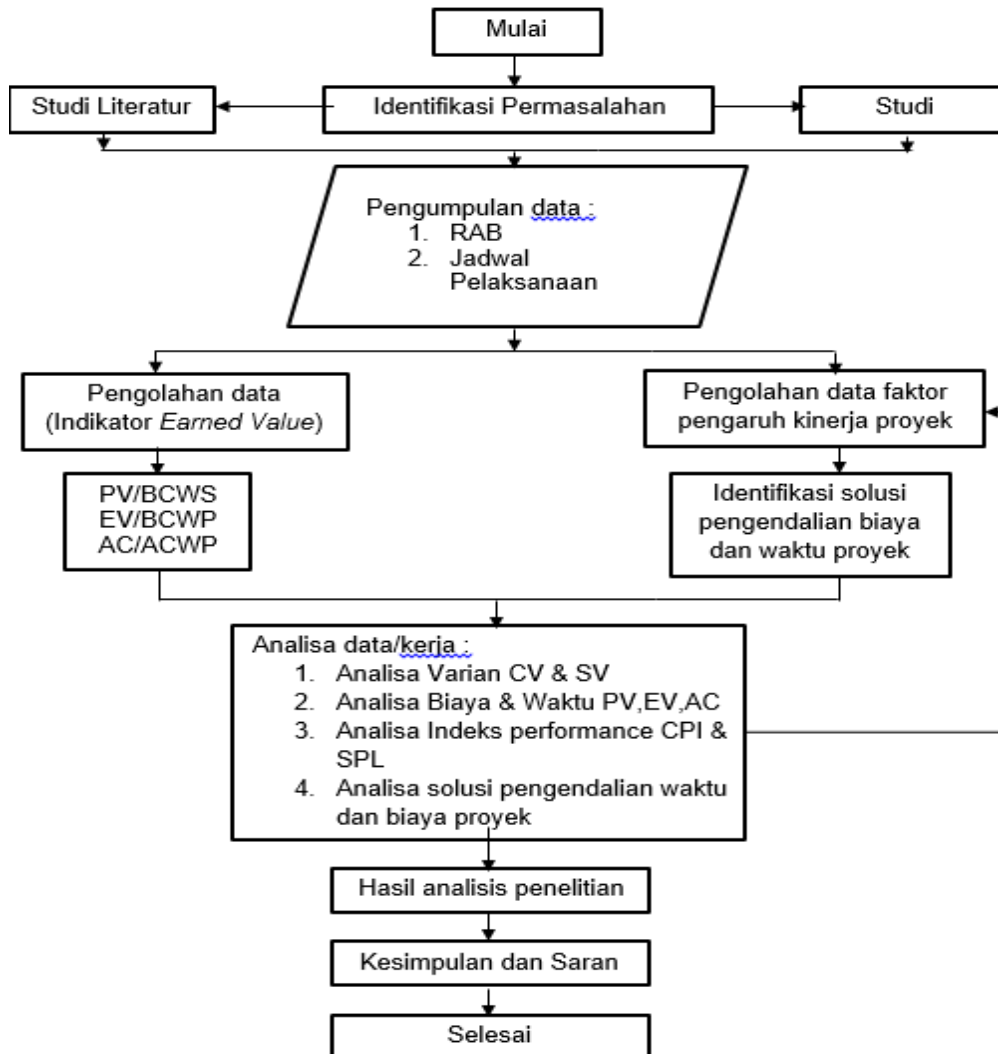 Mulai
Studi Literatur
Identifikasi Permasalahan
Studi
Pengumpulan data :
1. RAB
2. Jadwal
Pelaksanaan
Pengolahan data
(Indikator Earned Value)
Pengolahan data faktor
pengaruh kinerja proyek
PV/BCWS
EV/BCWP
AC/ACWP
Identifikasi solusi
pengendalian biaya
dan waktu proyek
Analisa data/kerja :
1. Analisa Varian CV & SV
2. Analisa Biaya & Waktu PV,EV,AC
3. Analisa Indeks performance CPI &
SPL
4. Analisa solusi pengendalian waktu
dan biaya proyek
Hasil analisis penelitian
Kesimpulan dan Saran
Selesai